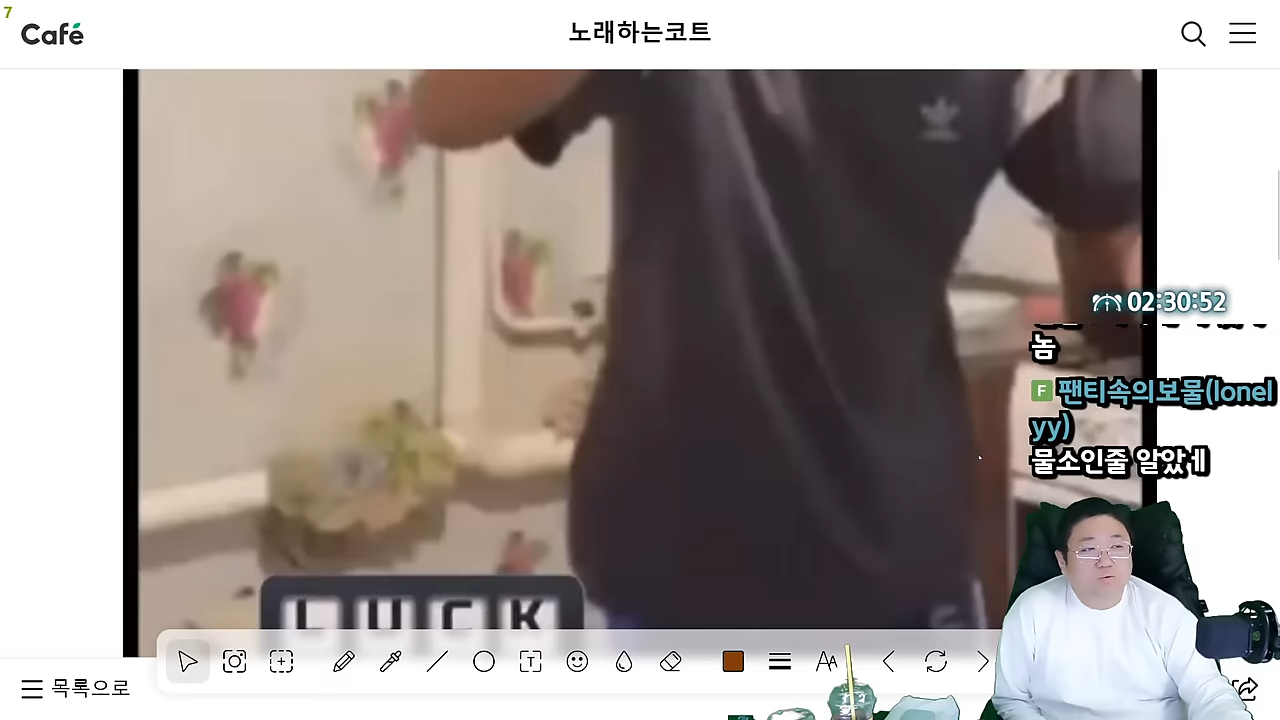 7
Café
노래하는코트
02:30:52
놈
F 팬티속의보물(lonel
yy)
물소인줄 알았네
LUCK
T
AA
목록으로